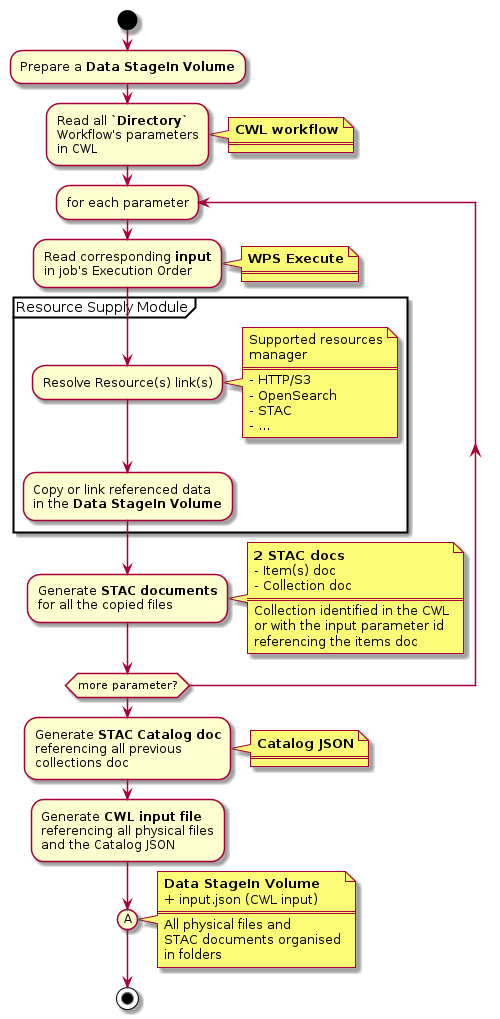 Prepare a Data StageIn Volume
Read all `Directory`
Workflow's parameters
in CWL
CWL workflow
for each parameter
Read corresponding input
in job's Execution Order
WPS Execute
Resource Supply Module
Supported resources
manager
- HTTP/S3
- OpenSearch
- STAC
- ...
Resolve Resource(s) link(s)
Copy or link referenced data
in the Data StageIn Volume
2 STAC docs
- Item(s) doc
- Collection doc
Collection identified in the CWL
or with the input parameter id
referencing the items doc
Generate STAC documents
for all the copied files
more parameter?
Generate STAC Catalog doc
referencing all previous
collections doc
Catalog JSON
Generate CWL input file
referencing all physical files
and the Catalog JSON
A
Data StageIn Volume
+ input.json (CWL input)
All physical files and
STAC documents organised
in folders